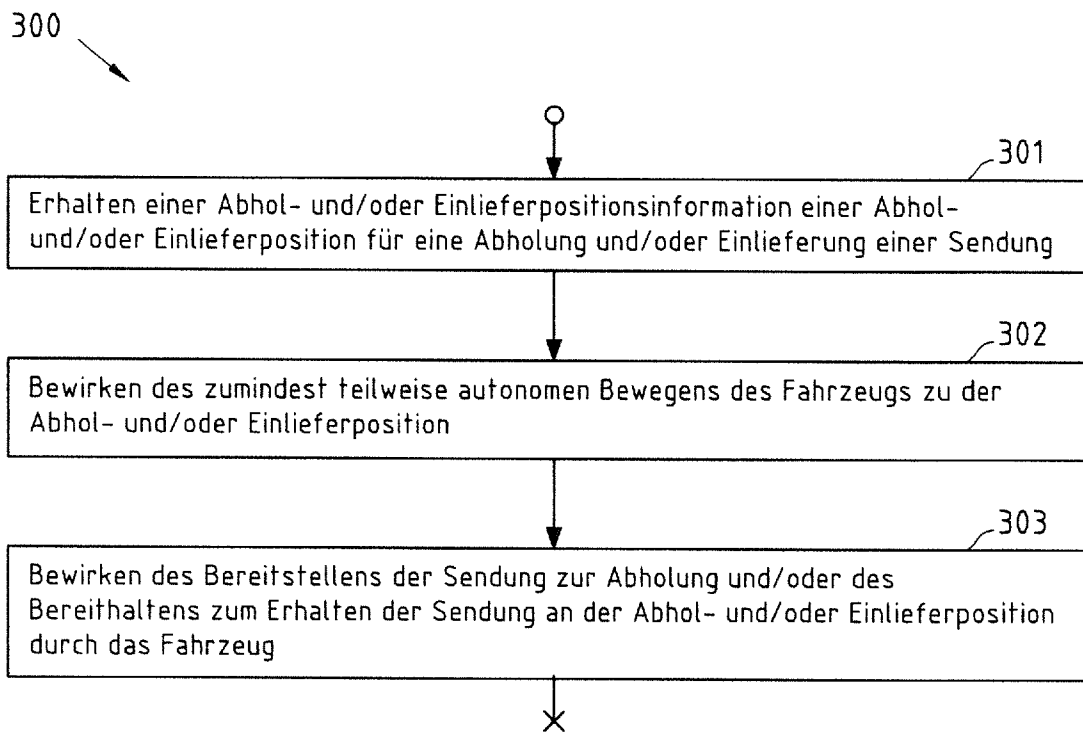 300
301
Erhalten einer Abhol- und/oder Einlieferpositionsinformation einer Abhol-
und/oder Einlieferposition für eine Abholung und/oder Einlieferung einer Sendung
302
Bewirken des zumindest teilweise autonomen Bewegens des Fahrzeugs zu der
Abhol- und/oder Einlieferposition
303
Bewirken des Bereitstellens der Sendung zur Abholung und/oder des
Bereithaltens zum Erhalten der Sendung an der Abhol- und/oder Einlieferposition
durch das Fahrzeug